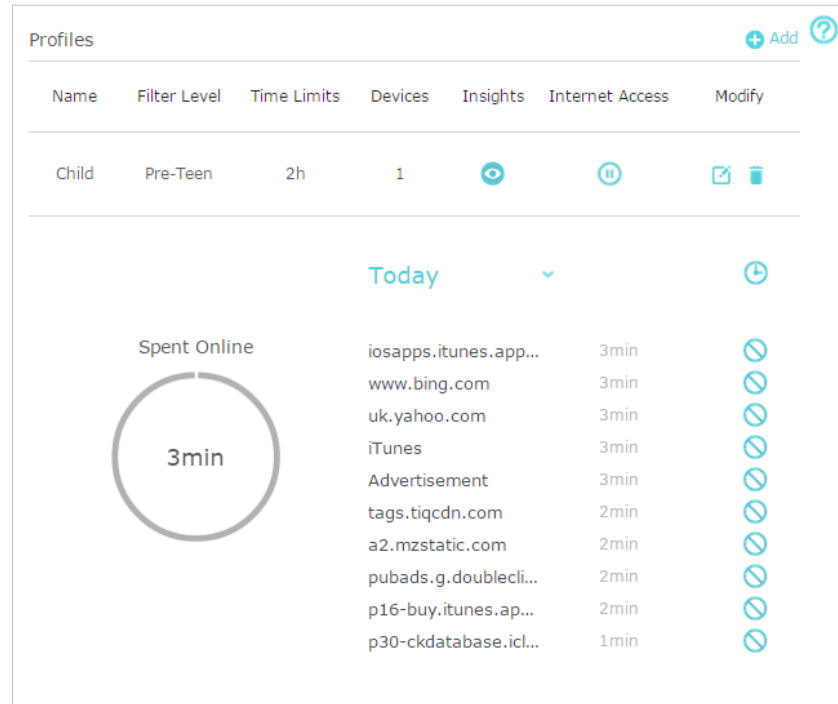 Profiles Add ?
Name Filter Level Time Limits Devices Insights Internet Access Modify
Child Pre-Teen 2h 1
Today
Spent Online
3min
iosapps.itunes.app... 3min
www.bing.com 3min
uk.yahoo.com 3min
iTunes 3min
Advertisement 3min
tags.tiqcdn.com 2min
a2.mzstatic.com 2min
pubads.g.doublecli... 2min
p16-buy.itunes.ap... 2min
p30-ckdatabase.icl... 1min